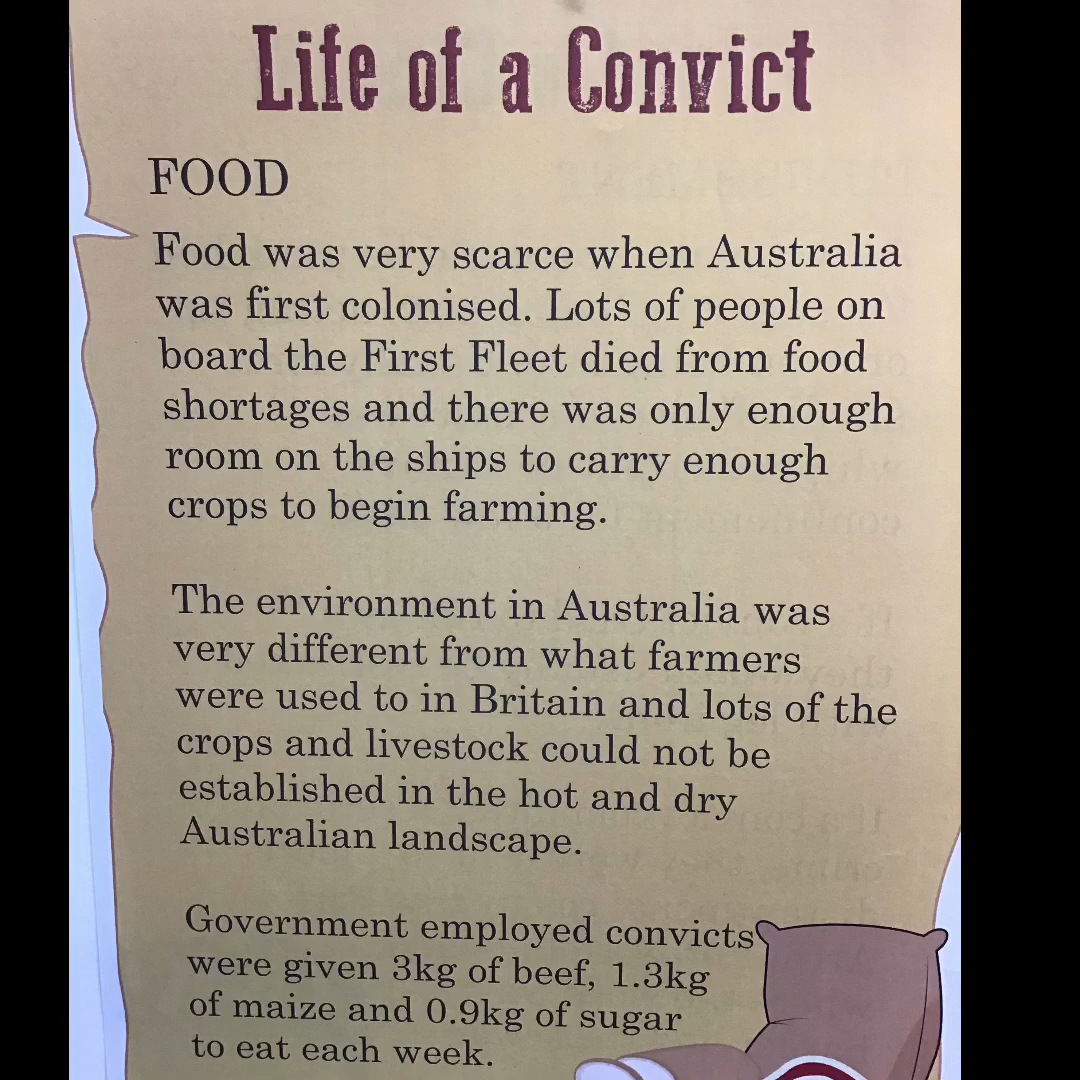 Life of a Convict
FOOD
Food was very scarce when Australia
was first colonised. Lots of people on
board the First Fleet died from food
shortages and there was only enough
room on the ships to carry enough
crops to begin farming.
The environment in Australia was
very different from what farmers
were used to in Britain and lots of the
crops and livestock could not be
established in the hot and dry
Australian landscape.
Government employed convicts
were given 3kg of beef, 1.3kg
of maize and 0.9kg of sugar
to eat each week.